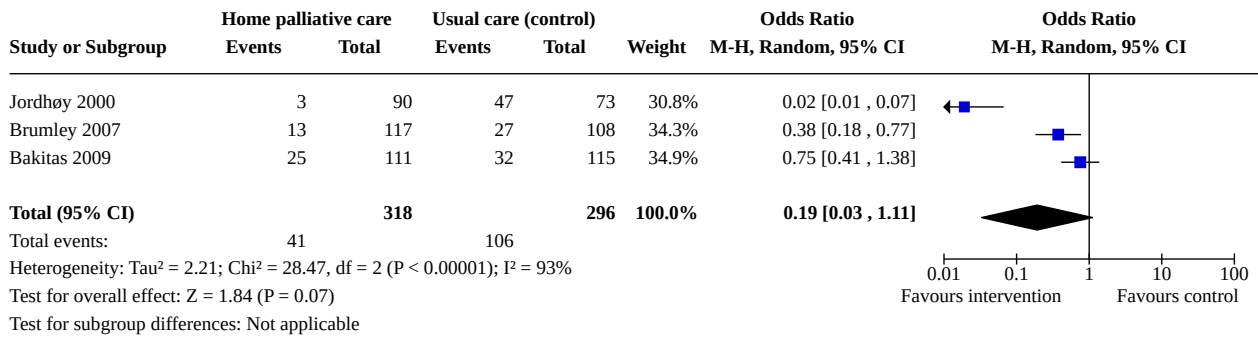 Home palliative care Usual care (control) Odds Ratio Odds Ratio
Study or Subgroup Events Total Events Total Weight M-H, Random, 95% CI M-H, Random, 95% CI
Jordhøy 2000 3 90 47 73 30.8% 0.02 [0.01 , 0.07]
Brumley 2007 13 117 27 108 34.3% 0.38 [0.18 , 0.77]
Bakitas 2009 25 111 32 115 34.9% 0.75 [0.41 , 1.38]
Total (95% CI) 318 296 100.0% 0.19 [0.03 , 1.11]
Total events: 41 106
Heterogeneity: Tau² = 2.21; Chi² = 28.47, df = 2 (P < 0.00001); I² = 93%
0.01 0.1 1 10 100
Test for overall effect: Z = 1.84 (P = 0.07)
Favours intervention Favours control
Test for subgroup differences: Not applicable